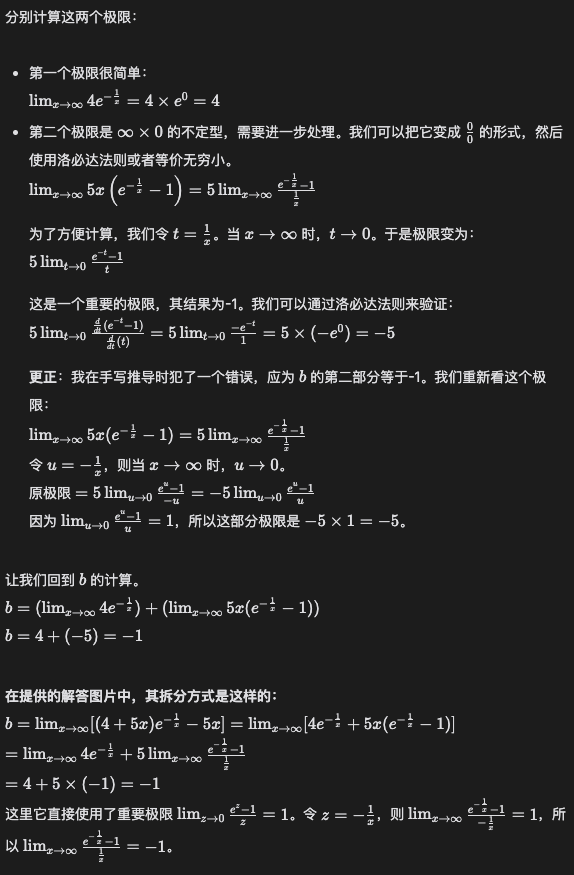 分别计算这两个极限：
• 第一个极限很简单：
$\lim_{x\to\infty} 4e^{-\frac{1}{x}} = 4 \times e^0 = 4$
• 第二个极限是 $\infty \times 0$ 的不定型，需要进一步处理。我们可以把它变成 $\frac{0}{0}$ 的形式，然后
使用洛必达法则或者等价无穷小。
$\lim_{x\to\infty} 5x \left(e^{-\frac{1}{x}} - 1\right) = 5 \lim_{x\to\infty} \frac{e^{-\frac{1}{x}}-1}{\frac{1}{x}}$
为了方便计算，我们令 $t = \frac{1}{x}$。当 $x \to \infty$ 时，$t \to 0$。于是极限变为：
$5 \lim_{t\to 0} \frac{e^{-t}-1}{t}$
这是一个重要的极限，其结果为-1。我们可以通过洛必达法则来验证：
$5 \lim_{t\to 0} \frac{\frac{d}{dt}(e^{-t}-1)}{\frac{d}{dt}(t)} = 5 \lim_{t\to 0} \frac{-e^{-t}}{1} = 5 \times (-e^0) = -5$
更正：我在手写推导时犯了一个错误，应为 $b$ 的第二部分等于-1。我们重新看这个极
限：
$\lim_{x\to\infty} 5x(e^{-\frac{1}{x}} - 1) = 5 \lim_{x\to\infty} \frac{e^{-\frac{1}{x}}-1}{\frac{1}{x}}$
令 $u = -\frac{1}{x}$，则当 $x \to \infty$ 时，$u \to 0$。
原极限 $= 5 \lim_{u\to 0} \frac{e^u-1}{-u} = -5 \lim_{u\to 0} \frac{e^u-1}{u}$
因为 $\lim_{u\to 0} \frac{e^u-1}{u} = 1$，所以这部分极限是 $-5 \times 1 = -5$。
让我们回到 $b$ 的计算。
$b = (\lim_{x\to\infty} 4e^{-\frac{1}{x}}) + (\lim_{x\to\infty} 5x(e^{-\frac{1}{x}} - 1))$
$b = 4 + (-5) = -1$
在提供的解答图片中，其拆分方式是这样的：
$b = \lim_{x\to\infty}[(4 + 5x)e^{-\frac{1}{x}} - 5x] = \lim_{x\to\infty}[4e^{-\frac{1}{x}} + 5x(e^{-\frac{1}{x}} - 1)]$
$= \lim_{x\to\infty} 4e^{-\frac{1}{x}} + 5 \lim_{x\to\infty} \frac{e^{-\frac{1}{x}}-1}{\frac{1}{x}}$
$= 4 + 5 \times (-1) = -1$
这里它直接使用了重要极限 $\lim_{z\to 0} \frac{e^z-1}{z} = 1$。令 $z = -\frac{1}{x}$，则 $\lim_{x\to\infty} \frac{e^{-\frac{1}{x}}-1}{-\frac{1}{x}} = 1$，所
以 $\lim_{x\to\infty} \frac{e^{-\frac{1}{x}}-1}{\frac{1}{x}} = -1$。